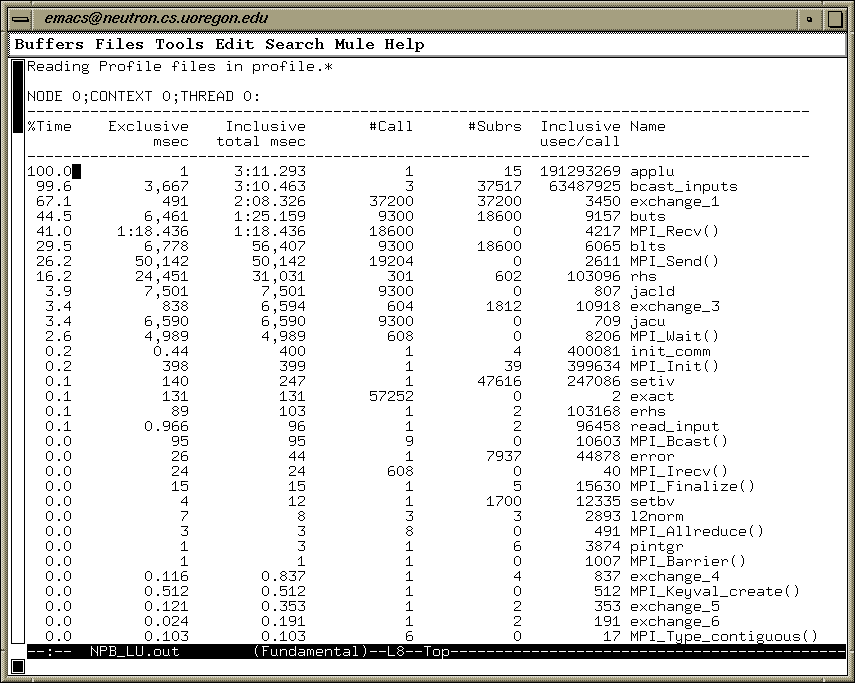 emacs@neutron.cs.uoregon.edu
Buffers Files Tools Edit Search Mule Help
Reading Profile files in profile.*
NODE 0;CONTEXT 0;THREAD 0:
---------------------------------------------------------------------------------------
%Time    Exclusive    Inclusive       #Call      #Subrs  Inclusive Name
              msec   total msec                          usec/call
---------------------------------------------------------------------------------------
100.0            1     3:11.293           1          15  191293269 applu
 99.6        3,667     3:10.463           3       37517   63487925 bcast_inputs
 67.1          491     2:08.326       37200       37200       3450 exchange_1
 44.5        6,461     1:25.159        9300       18600       9157 buts
 41.0     1:18.436     1:18.436       18600           0       4217 MPI_Recv()
 29.5        6,778       56,407        9300       18600       6065 blts
 26.2       50,142       50,142       19204           0       2611 MPI_Send()
 16.2       24,451       31,031         301         602     103096 rhs
  3.9        7,501        7,501        9300           0        807 jacld
  3.4          838        6,594         604        1812      10918 exchange_3
  3.4        6,590        6,590        9300           0        709 jacu
  2.6        4,989        4,989         608           0       8206 MPI_Wait()
  0.2         0.44          400           1           4     400081 init_comm
  0.2          398          399           1          39     399634 MPI_Init()
  0.1          140          247           1       47616     247086 setiv
  0.1          131          131       57252           0          2 exact
  0.1           89          103           1           2     103168 erhs
  0.1        0.966           96           1           2      96458 read_input
  0.0           95           95           9           0      10603 MPI_Bcast()
  0.0           26           44           1        7937      44878 error
  0.0           24           24         608           0         40 MPI_Irecv()
  0.0           15           15           1           5      15630 MPI_Finalize()
  0.0            4           12           1        1700      12335 setbv
  0.0            7            8           3           3       2893 l2norm
  0.0            3            3           8           0        491 MPI_Allreduce()
  0.0            1            3           1           6       3874 pintgr
  0.0            1            1           1           0       1007 MPI_Barrier()
  0.0        0.116        0.837           1           4        837 exchange_4
  0.0        0.512        0.512           1           0        512 MPI_Keyval_create()
  0.0        0.121        0.353           1           2        353 exchange_5
  0.0        0.024        0.191           1           2        191 exchange_6
  0.0        0.103        0.103           6           0         17 MPI_Type_contiguous()
--:--  NPB_LU.out        (Fundamental)--L8--Top--------------------------------------------